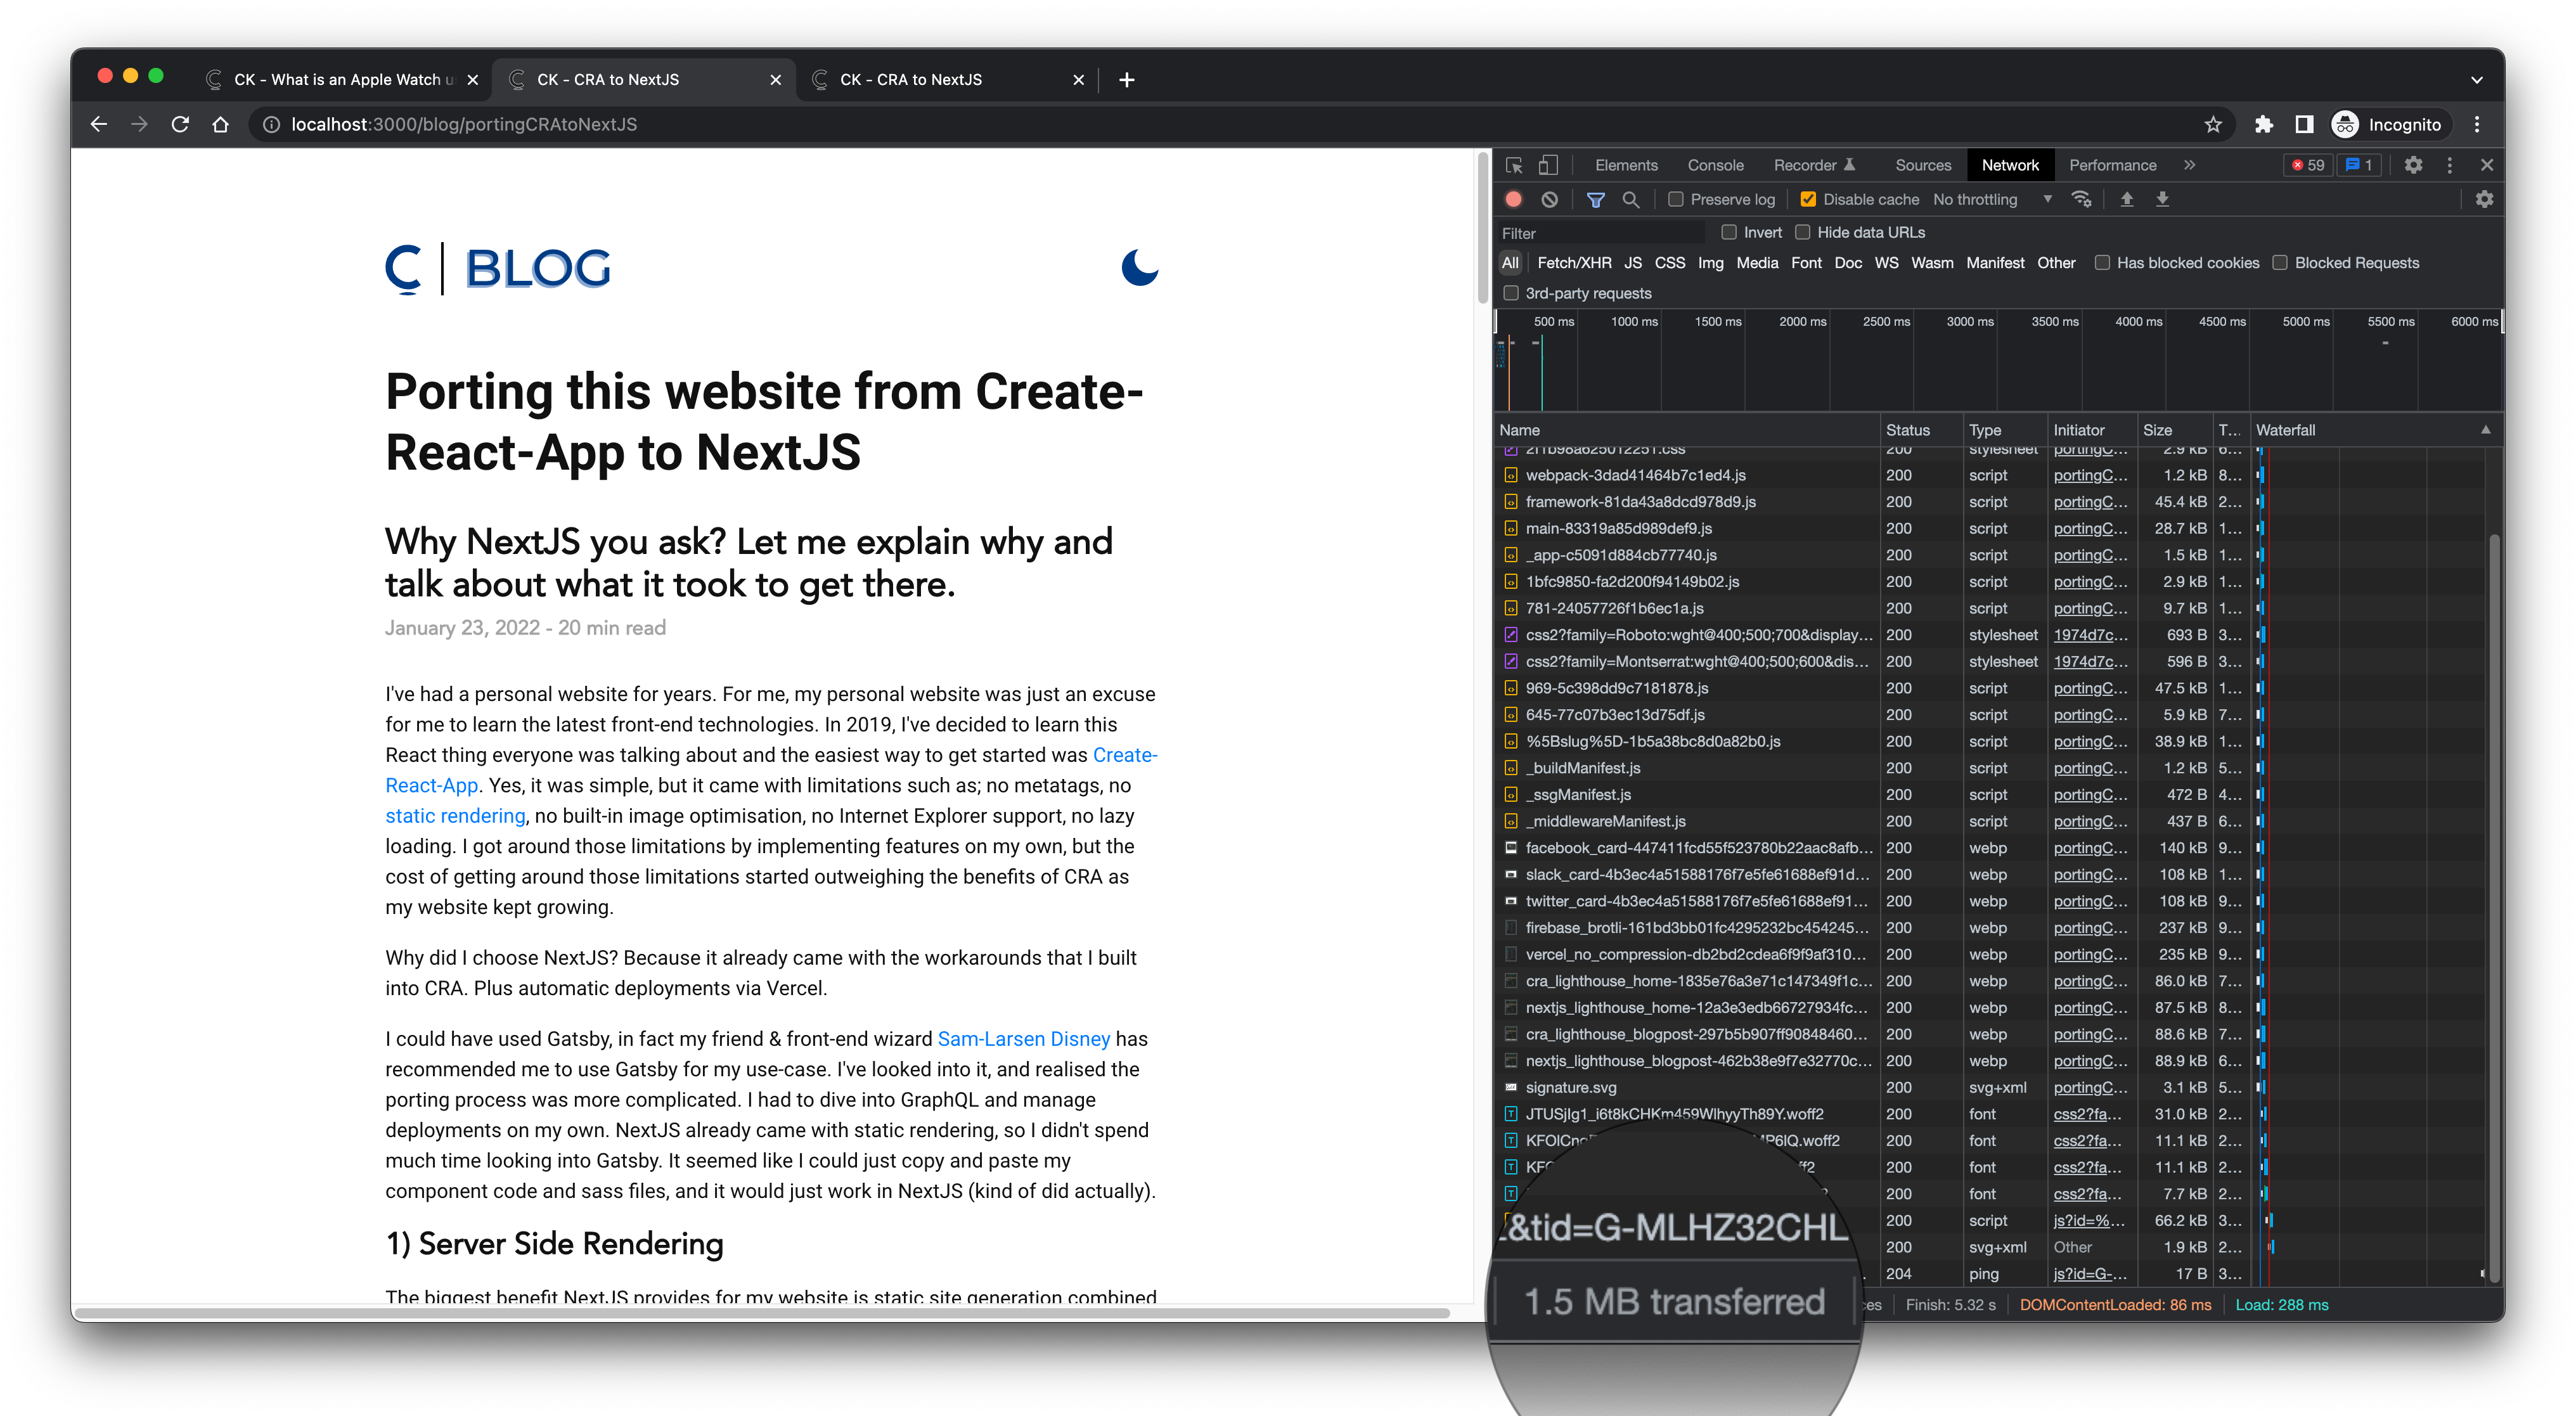 CK - What is an Apple Watch u
CK - CRA to NextJS
CK - CRA to NextJS
localhost:3000/blog/portingCRAtoNextJS
Incognito
C | BLOG
Porting this website from Create-
React-App to NextJS
Why NextJS you ask? Let me explain why and
talk about what it took to get there.
January 23, 2022 - 20 min read
I've had a personal website for years. For me, my personal website was just an excuse
for me to learn the latest front-end technologies. In 2019, I've decided to learn this
React thing everyone was talking about and the easiest way to get started was Create-
React-App. Yes, it was simple, but it came with limitations such as; no metatags, no
static rendering, no built-in image optimisation, no Internet Explorer support, no lazy
loading. I got around those limitations by implementing features on my own, but the
cost of getting around those limitations started outweighing the benefits of CRA as
my website kept growing.
Why did I choose NextJS? Because it already came with the workarounds that I built
into CRA. Plus automatic deployments via Vercel.
I could have used Gatsby, in fact my friend & front-end wizard Sam-Larsen Disney has
recommended me to use Gatsby for my use-case. I've looked into it, and realised the
porting process was more complicated. I had to dive into GraphQL and manage
deployments on my own. NextJS already came with static rendering, so I didn't spend
much time looking into Gatsby. It seemed like I could just copy and paste my
component code and sass files, and it would just work in NextJS (kind of did actually).
1) Server Side Rendering
The biggest benefit NextJS provides for my website is static site generation combined
Elements Console Recorder Sources Network Performance 59 1
Preserve log Disable cache No throttling
Filter Invert Hide data URLs
All Fetch/XHR JS CSS Img Media Font Doc WS Wasm Manifest Other Has blocked cookies Blocked Requests
3rd-party requests
500 ms 1000 ms 1500 ms 2000 ms 2500 ms 3000 ms 3500 ms 4000 ms 4500 ms 5000 ms 5500 ms 6000 ms
Name Status Type Initiator Size T... Waterfall
2f1b98a625012251.css 200 stylesheet portingC... 2.9 kB 6...
webpack-3dad41464b7c1ed4.js 200 script portingC... 1.2 kB 8...
framework-81da43a8dcd978d9.js 200 script portingC... 45.4 kB 2...
main-83319a85d989def9.js 200 script portingC... 28.7 kB 1...
_app-c5091d884cb77740.js 200 script portingC... 1.5 kB 1...
1bfc9850-fa2d200f94149b02.js 200 script portingC... 2.9 kB 1...
781-24057726f1b6ec1a.js 200 script portingC... 9.7 kB 1...
css2?family=Roboto:wght@400;500;700&display... 200 stylesheet 1974d7c... 693 B 3...
css2?family=Montserrat:wght@400;500;600&dis... 200 stylesheet 1974d7c... 596 B 3...
969-5c398dd9c7181878.js 200 script portingC... 47.5 kB 1...
645-77c07b3ec13d75df.js 200 script portingC... 5.9 kB 7...
%5Bslug%5D-1b5a38bc8d0a82b0.js 200 script portingC... 38.9 kB 1...
_buildManifest.js 200 script portingC... 1.2 kB 5...
_ssgManifest.js 200 script portingC... 472 B 4...
_middlewareManifest.js 200 script portingC... 437 B 6...
facebook_card-447411fcd55f523780b22aac8afb... 200 webp portingC... 140 kB 9...
slack_card-4b3ec4a51588176f7e5fe61688ef91d... 200 webp portingC... 108 kB 1...
twitter_card-4b3ec4a51588176f7e5fe61688ef91... 200 webp portingC... 108 kB 9...
firebase_brotli-161bd3bb01fc4295232bc454245... 200 webp portingC... 237 kB 9...
vercel_no_compression-db2bd2cdea6f9f9af310... 200 webp portingC... 235 kB 9...
cra_lighthouse_home-1835e76a3e71c147349f1c... 200 webp portingC... 86.0 kB 7...
nextjs_lighthouse_home-12a3e3edb66727934fc... 200 webp portingC... 87.5 kB 8...
cra_lighthouse_blogpost-297b5b907ff90848460... 200 webp portingC... 88.6 kB 7...
nextjs_lighthouse_blogpost-462b38e9f7e32770c... 200 webp portingC... 88.9 kB 6...
signature.svg 200 svg+xml portingC... 3.1 kB 5...
JTUSjIg1_i6t8kCHKm459WlhyyTh89Y.woff2 200 font css2?fa... 31.0 kB 2...
200 font css2?fa... 11.1 kB 2...
200 font css2?fa... 11.1 kB 2...
200 font css2?fa... 7.7 kB 2...
200 script js?id=%... 66.2 kB 3...
&tid=G-MLHZ32CHL
200 svg+xml Other 1.9 kB 2...
204 ping js?id=G-... 17 B 3...
1.5 MB transferred
Finish: 5.32 s DOMContentLoaded: 86 ms Load: 288 ms